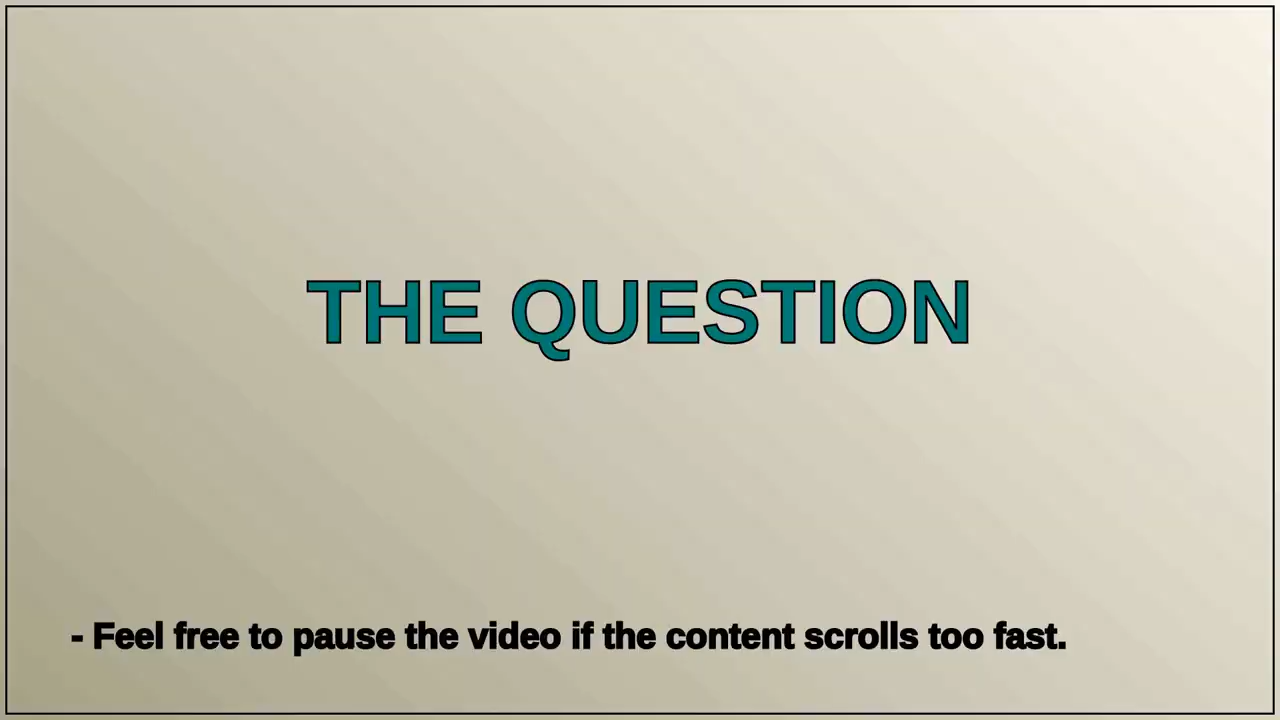 THE QUESTION
- Feel free to pause the video if the content scrolls too fast.